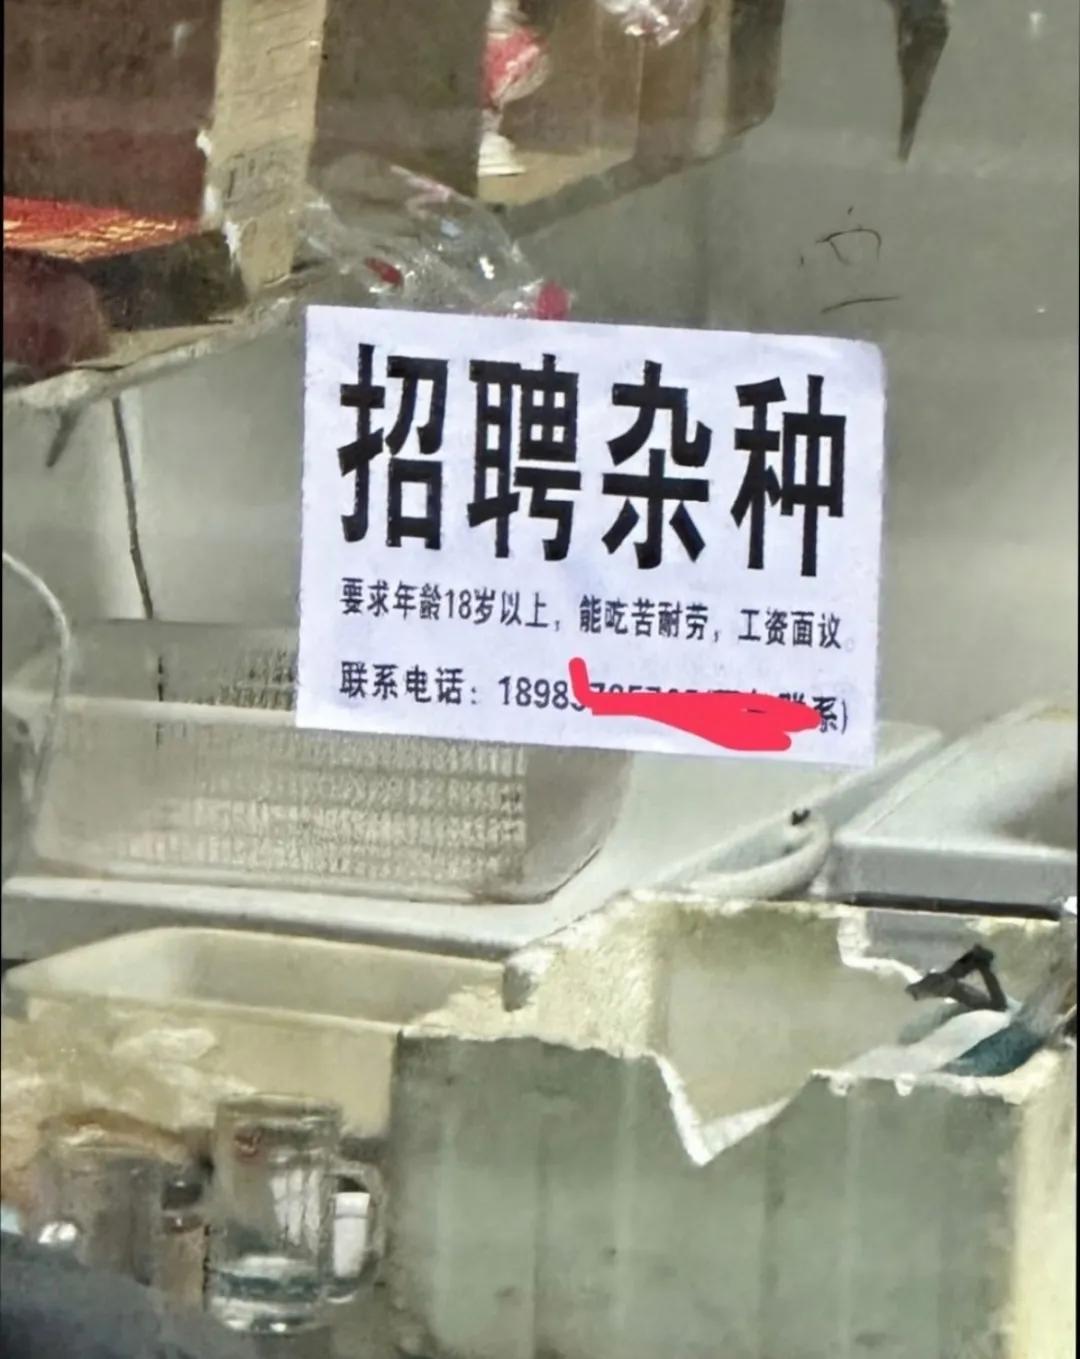 招聘杂种
要求年龄18岁以上，能吃苦耐劳，工资面议。
联系电话：1898 系)